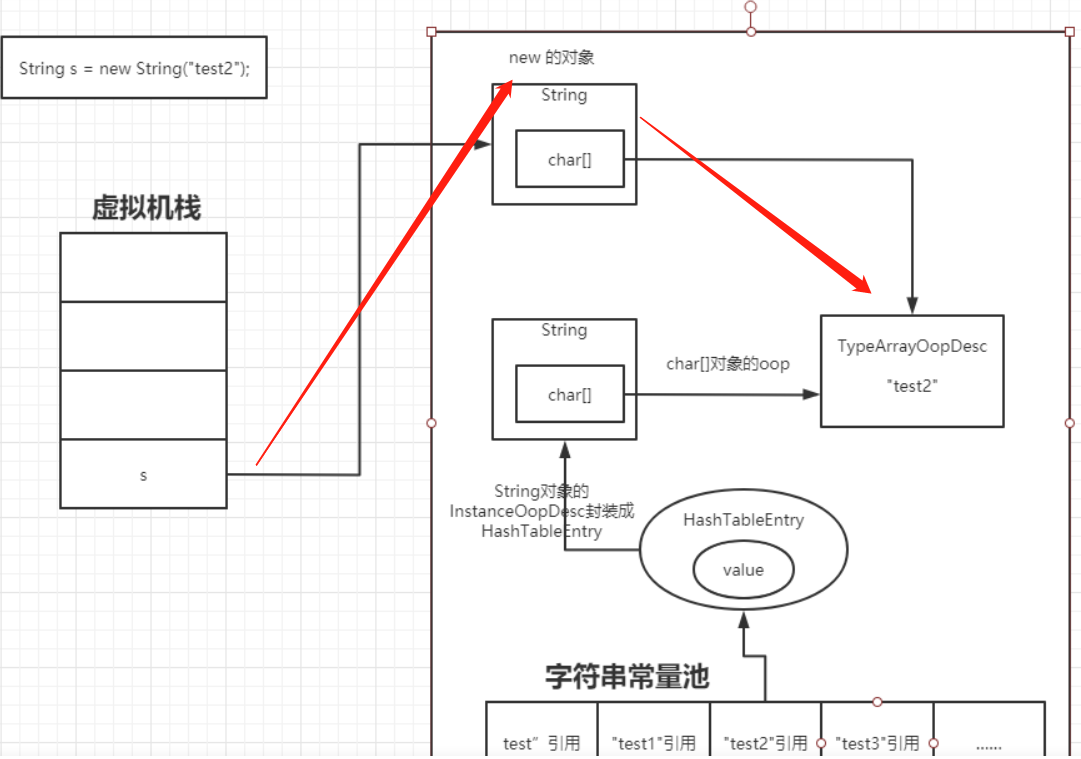 String s = new String("test2");
new 的对象
String
char[]
虚拟机栈
s
String
char[]
char[]对象的oop
TypeArrayOopDesc
"test2"
String对象的
InstanceOopDesc封装成
HashTableEntry
HashTableEntry
value
字符串常量池
test” 引用
"test1"引用
"test2"引用
"test3"引用
......